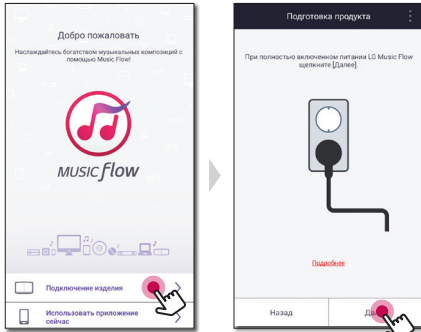 Добро пожаловать
Наслаждайтесь богатством музыкальных композиций с
помощью Music Flow!
MUSIC flow
Подключение изделия
Использовать приложение
сейчас
Подготовка продукта
При полностью включенном питании LG Music Flow
щелкните [Далее].
Подробнее
Назад